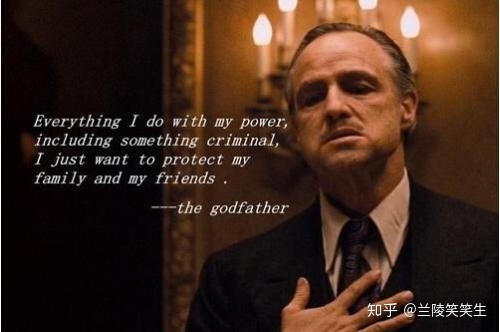 Everything I do with my power,
including something criminal,
I just want to protect my
family and my friends .
---the godfather
知乎 @兰陵笑笑生